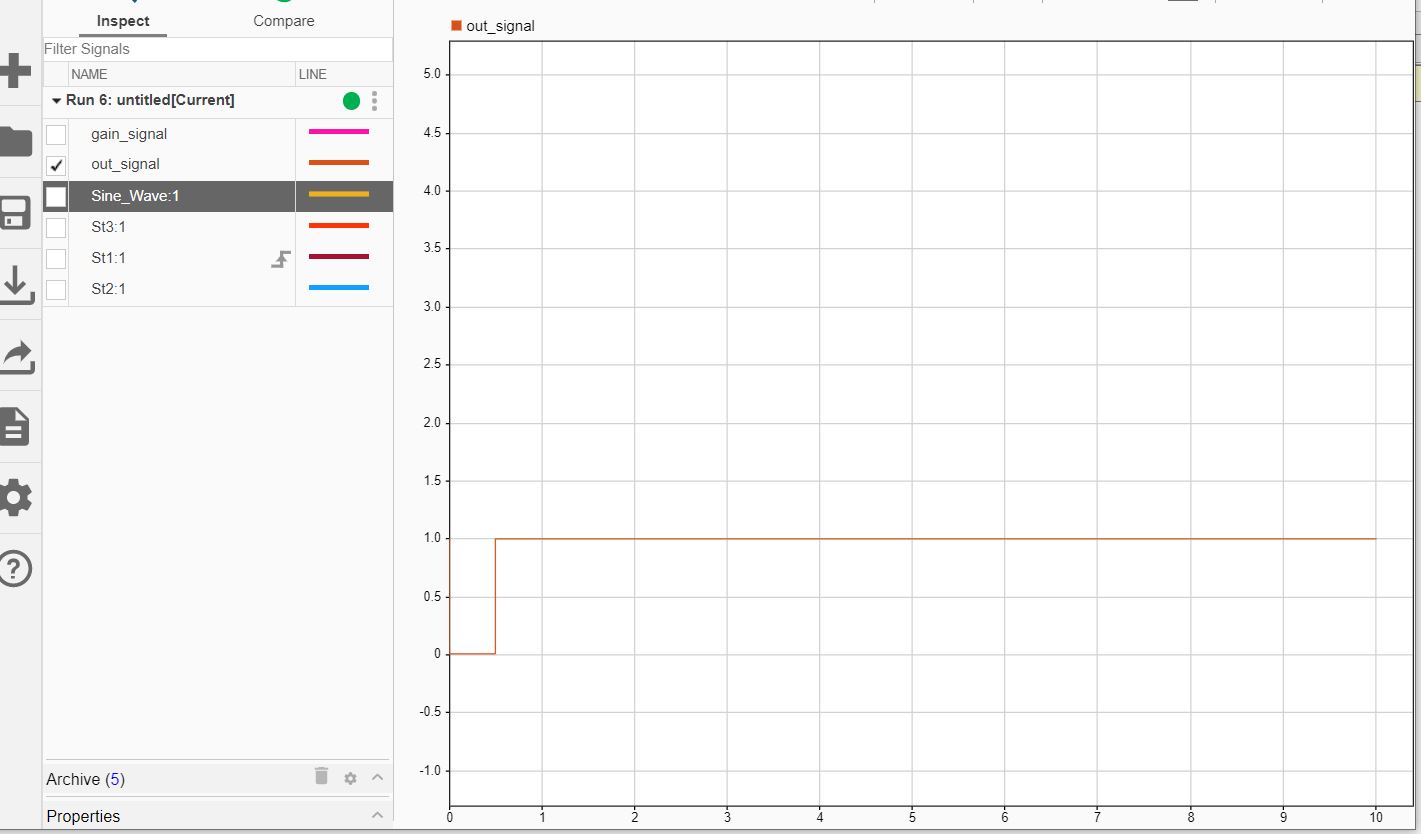 Inspect Compare
Filter Signals
NAME LINE
Run 6: untitled[Current]
gain_signal
out_signal
Sine_Wave:1
St3:1
St1:1
St2:1
Archive (5)
Properties
out_signal
5.0
4.5
4.0
3.5
3.0
2.5
2.0
1.5
1.0
0.5
0
-0.5
-1.0
0 1 2 3 4 5 6 7 8 9 10